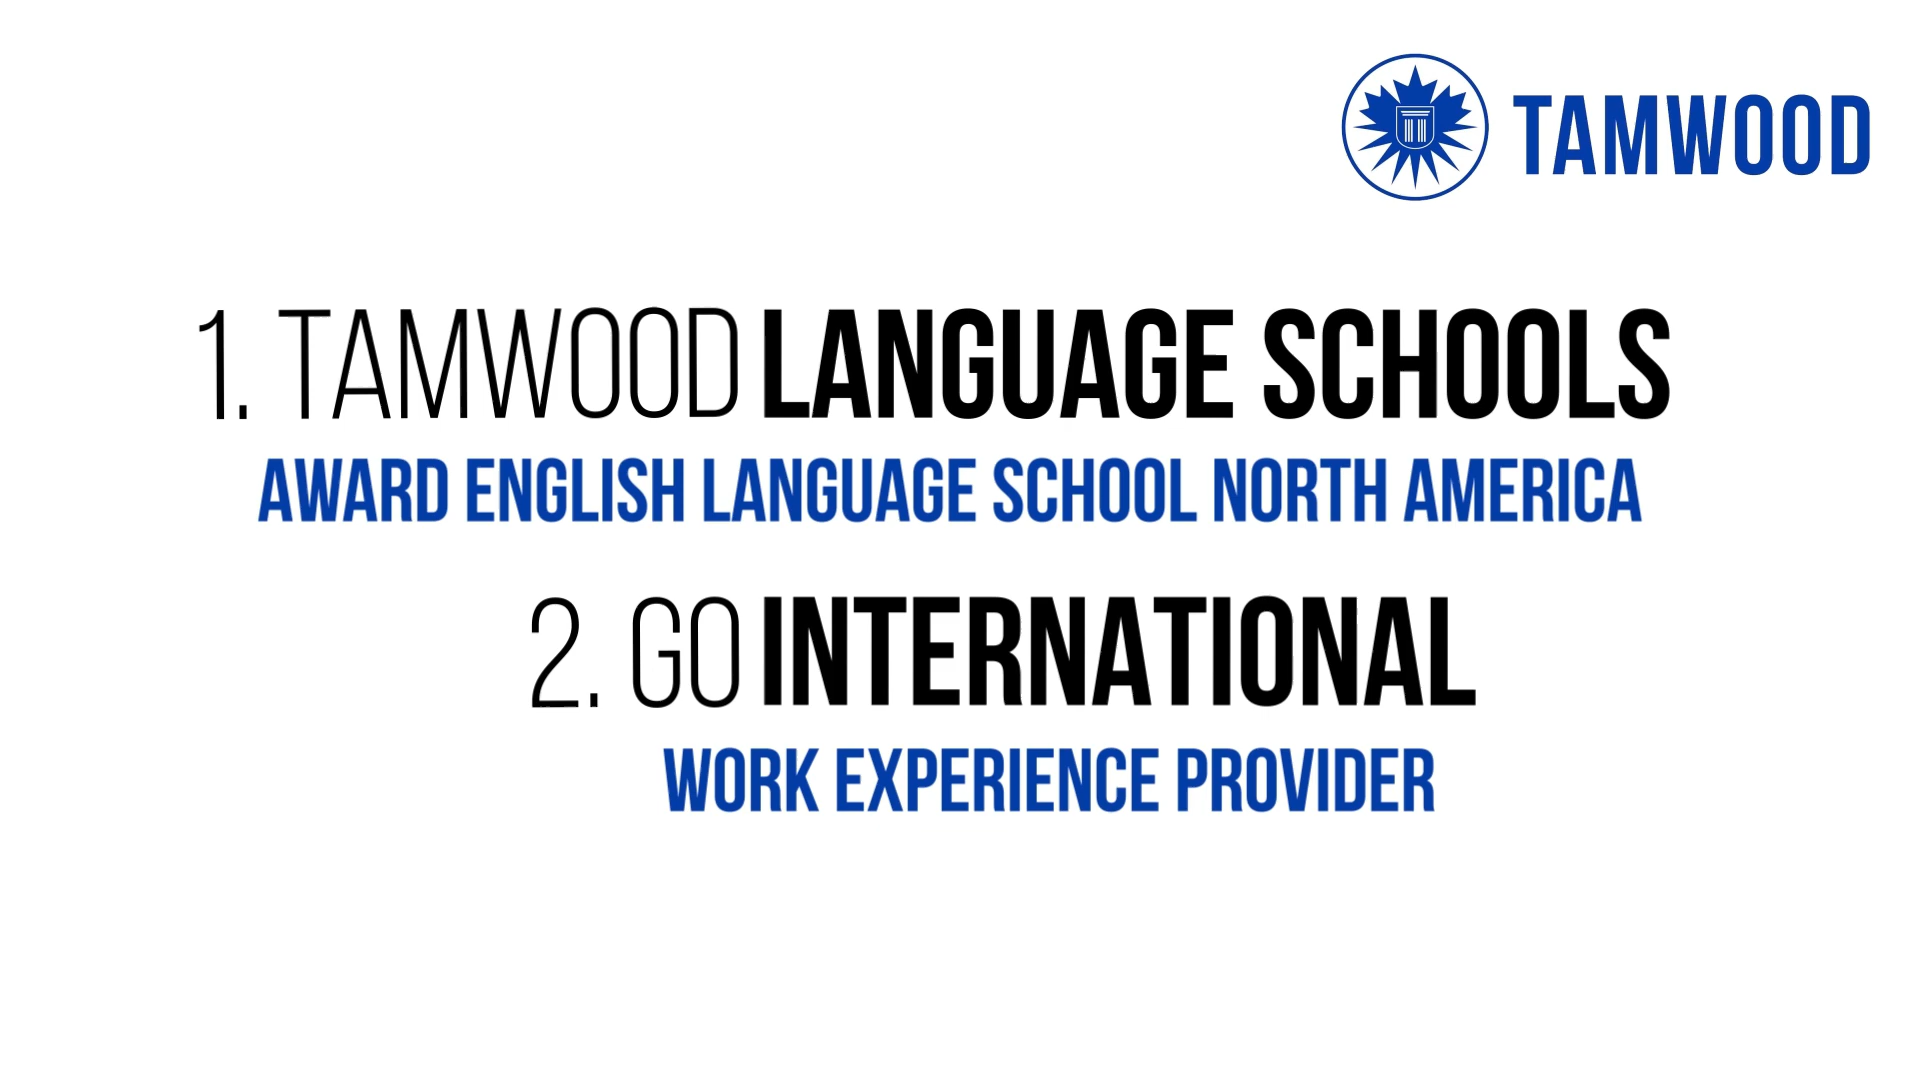 TAMWOOD
1. TAMWOOD LANGUAGE SCHOOLS
AWARD ENGLISH LANGUAGE SCHOOL NORTH AMERICA
2. GO INTERNATIONAL
WORK EXPERIENCE PROVIDER